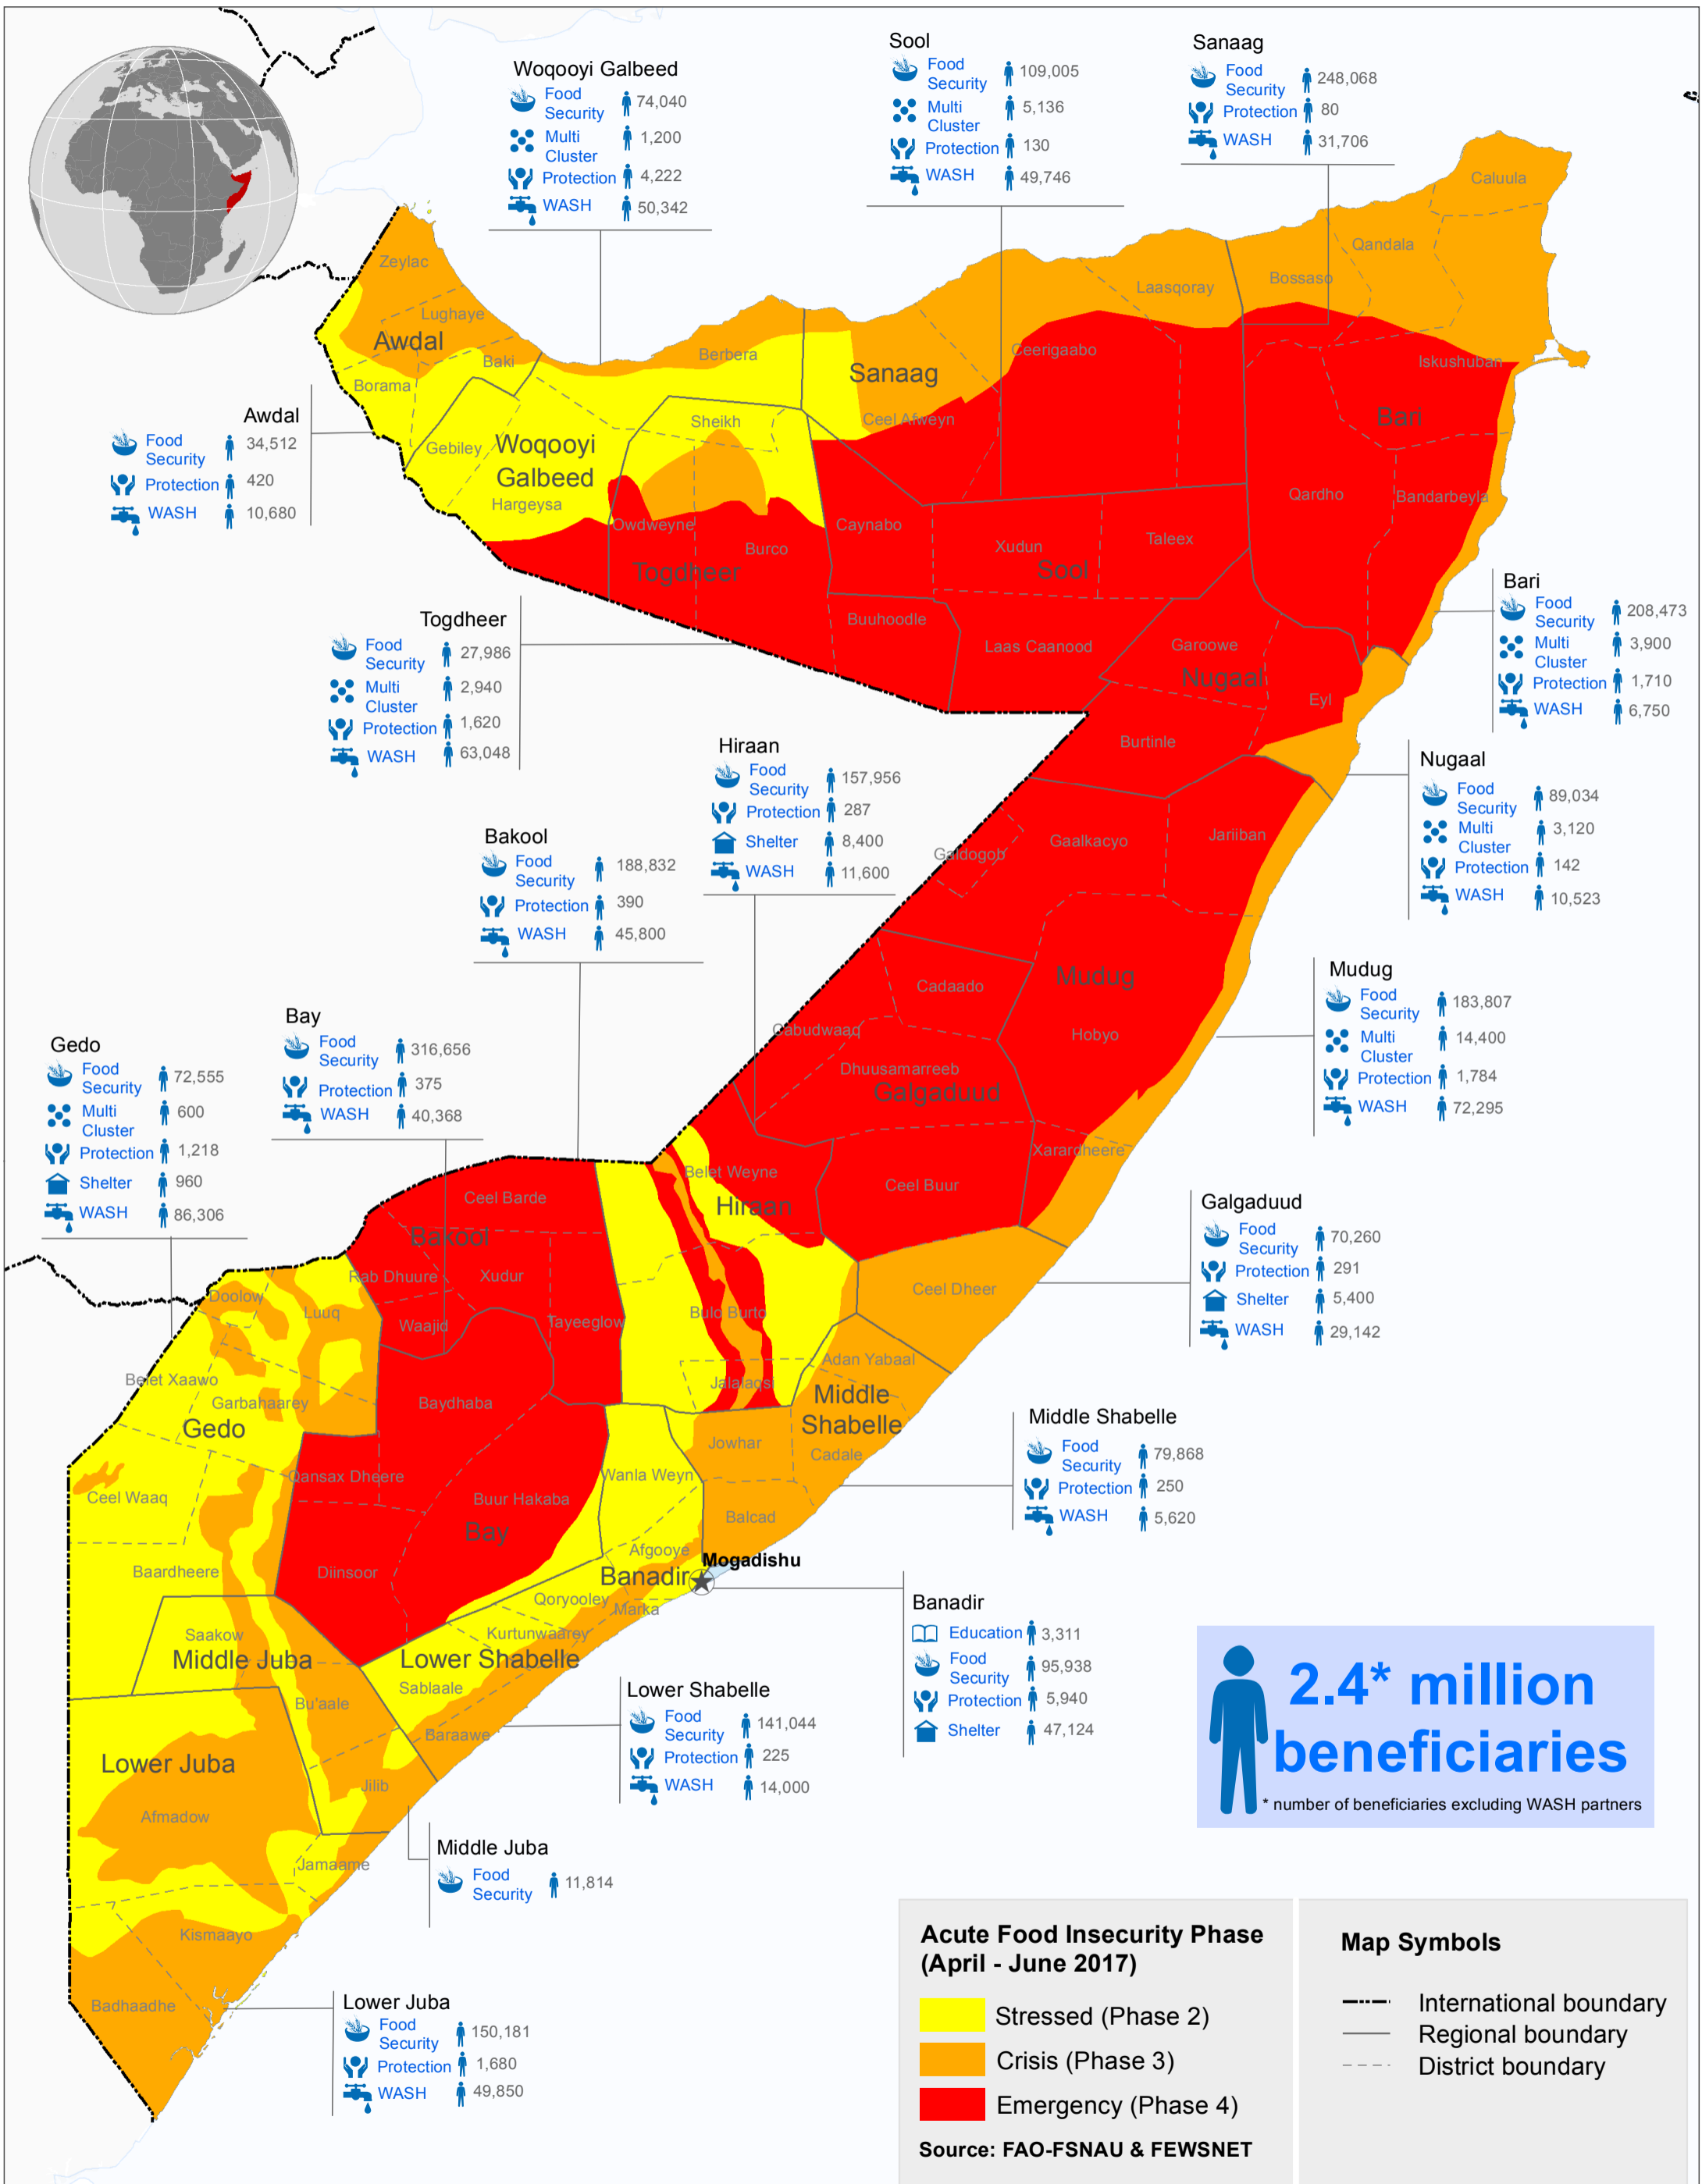 Woqooyi Galbeed
Food
Security
74,040
Multi
Cluster
1,200
Protection
4,222
WASH
50,342
Sool
Food
Security
109,005
Multi
Cluster
5,136
Protection
130
WASH
49,746
Sanaag
Food
Security
248,068
Protection
80
WASH
31,706
Awdal
Food
Security
34,512
Protection
420
WASH
10,680
Togdheer
Food
Security
27,986
Multi
Cluster
2,940
Protection
1,620
WASH
63,048
Bari
Food
Security
208,473
Multi
Cluster
3,900
Protection
1,710
WASH
6,750
Hiraan
Food
Security
157,956
Protection
287
Shelter
8,400
WASH
11,600
Nugaal
Food
Security
89,034
Multi
Cluster
3,120
Protection
142
WASH
10,523
Bakool
Food
Security
188,832
Protection
390
WASH
45,800
Mudug
Food
Security
183,807
Multi
Cluster
14,400
Protection
1,784
WASH
72,295
Bay
Food
Security
316,656
Protection
375
WASH
40,368
Gedo
Food
Security
72,555
Multi
Cluster
600
Protection
1,218
Shelter
960
WASH
86,306
Galgaduud
Food
Security
70,260
Protection
291
Shelter
5,400
WASH
29,142
Middle Shabelle
Food
Security
79,868
Protection
250
WASH
5,620
Banadir
Education
3,311
Food
Security
95,938
Protection
5,940
Shelter
47,124
Lower Shabelle
Food
Security
141,044
Protection
225
WASH
14,000
Middle Juba
Food
Security
11,814
Lower Juba
Food
Security
150,181
Protection
1,680
WASH
49,850
Caluula
Qandala
Bossaso
Laasqoray
Zeylac
Lughaye
Awdal
Baki
Borama
Berbera
Ceerigaabo
Iskushuban
Sanaag
Ceel Afweyn
Bari
Sheikh
Gebiley
Woqooyi
Galbeed
Hargeysa
Qardho
Bandarbeyla
Owdweyne
Burco
Togdheer
Caynabo
Xudun
Taleex
Sool
Buuhoodle
Laas Caanood
Garoowe
Nugaal
Eyl
Burtinle
Galdogob
Gaalkacyo
Jariiban
Cadaado
Mudug
Cabudwaaq
Hobyo
Dhuusamarreeb
Galgaduud
Xarardheere
Belet Weyne
Ceel Buur
Hiraan
Ceel Barde
Bakool
Rab Dhuure
Xudur
Ceel Dheer
Doolow
Luuq
Waajid
Tayeeglow
Bulo Burto
Adan Yabaal
Belet Xaawo
Garbahaarey
Baydhaba
Jalalaqsi
Middle
Shabelle
Gedo
Jowhar
Cadale
Qansax Dheere
Wanla Weyn
Ceel Waaq
Buur Hakaba
Bay
Balcad
Baardheere
Diinsoor
Afgooye
Mogadishu
Banadir
Qoryooley
Marka
Saakow
Kurtunwaarey
Middle Juba
Lower Shabelle
Sablaale
Bu'aale
Baraawe
Lower Juba
Jilib
Afmadow
Jamaame
Kismaayo
Badhaadhe
2.4* million
beneficiaries
* number of beneficiaries excluding WASH partners
Acute Food Insecurity Phase
(April - June 2017)
Stressed (Phase 2)
Crisis (Phase 3)
Emergency (Phase 4)
Source: FAO-FSNAU & FEWSNET
Map Symbols
International boundary
Regional boundary
District boundary